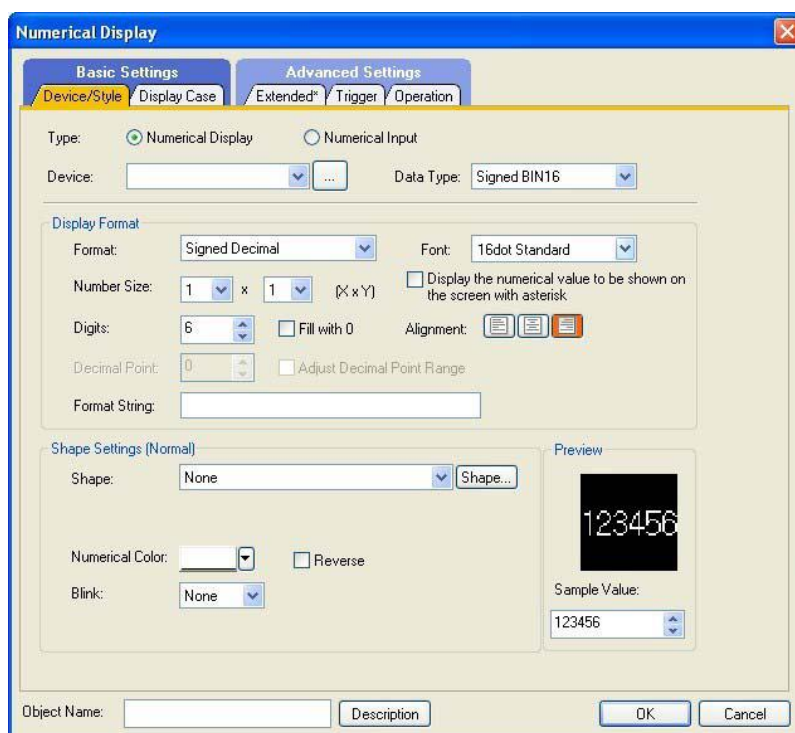 Numerical Display
Basic Settings Advanced Settings
Device/Style Display Case Extended* Trigger Operation
Type: Numerical Display Numerical Input
Device: ... Data Type: Signed BIN16
Display Format
Format: Signed Decimal Font: 16dot Standard
Number Size: 1 x 1 (X x Y) Display the numerical value to be shown on
the screen with asterisk
Digits: 6 Fill with 0 Alignment:
Decimal Point: 0 Adjust Decimal Point Range
Format String:
Shape Settings (Normal) Preview
Shape: None Shape...
123456
Numerical Color: Reverse
Blink: None Sample Value:
123456
Object Name: Description OK Cancel